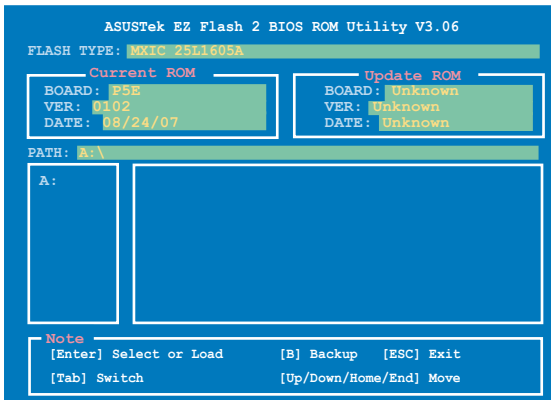 ASUSTek EZ Flash 2 BIOS ROM Utility V3.06
FLASH TYPE: MXIC 25L1605A
Current ROM
BOARD: P5E
VER: 0102
DATE: 08/24/07
Update ROM
BOARD: Unknown
VER: Unknown
DATE: Unknown
PATH: A:\
A:
Note
[Enter] Select or Load [B] Backup [ESC] Exit
[Tab] Switch [Up/Down/Home/End] Move